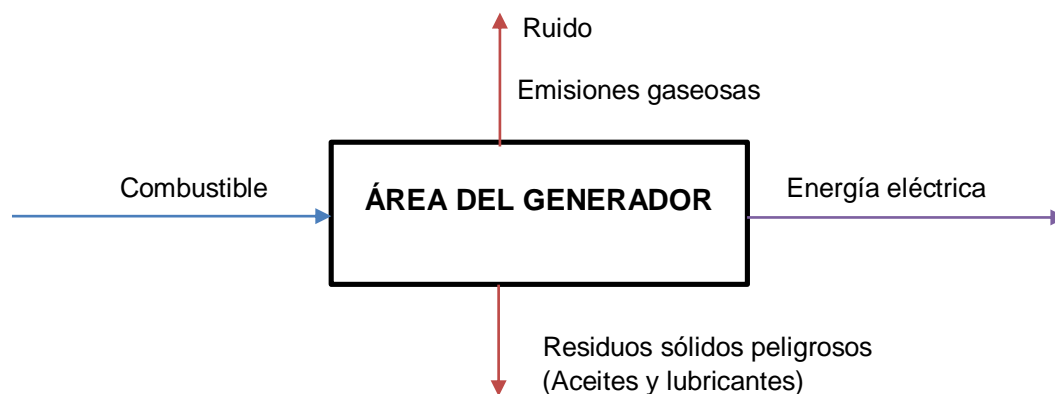 Ruido
Emisiones gaseosas
Combustible
ÁREA DEL GENERADOR
Energía eléctrica
Residuos sólidos peligrosos
(Aceites y lubricantes)